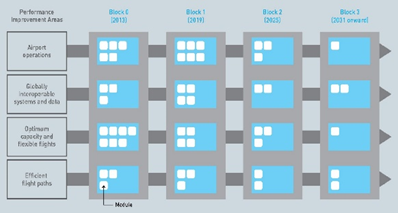 Performance
Improvement Areas
Block 0
(2013)
Block 1
(2019)
Block 2
(2025)
Block 3
(2031 onward)
Airport
operations
Globally
interoperable
systems and data
Optimum
capacity and
flexible flights
Efficient
flight paths
Module